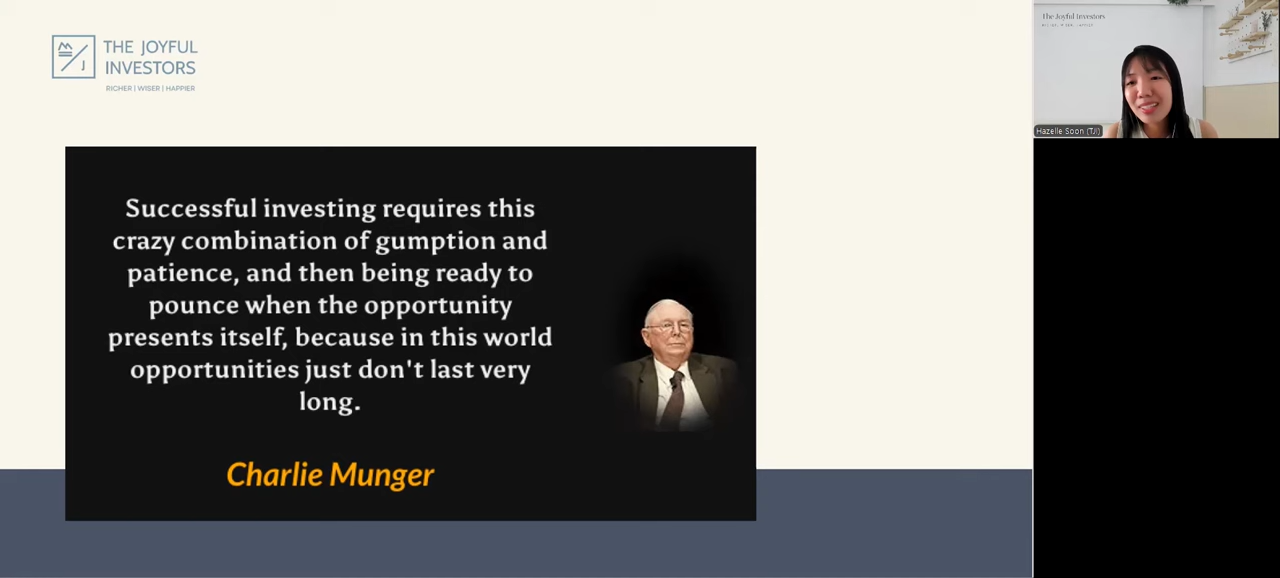 THE JOYFUL
INVESTORS
RICHER | WISER | HAPPIER
Successful investing requires this
crazy combination of gumption and
patience, and then being ready to
pounce when the opportunity
presents itself, because in this world
opportunities just don't last very
long.
Charlie Munger
The Joyful Investors
Hazelle Soon (TJI)